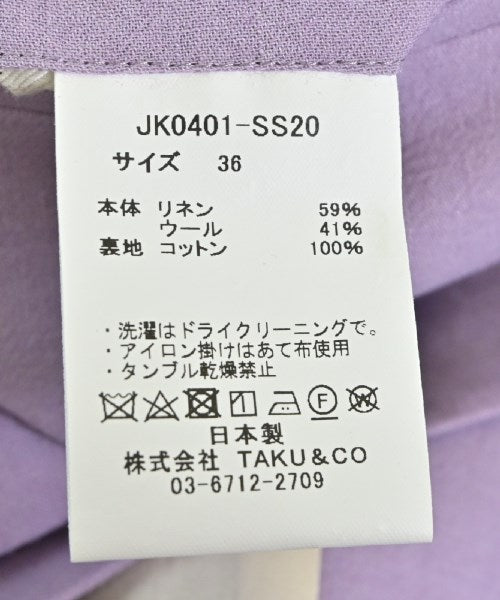 JK0401-SS20
サイズ 36
本体 リネン 59%
ウール 41%
裏地 コットン 100%
・洗濯はドライクリーニングで。
・アイロン掛けはあて布使用
・タンブル乾燥禁止
F W
日本製
株式会社 TAKU&CO
03-6712-2709